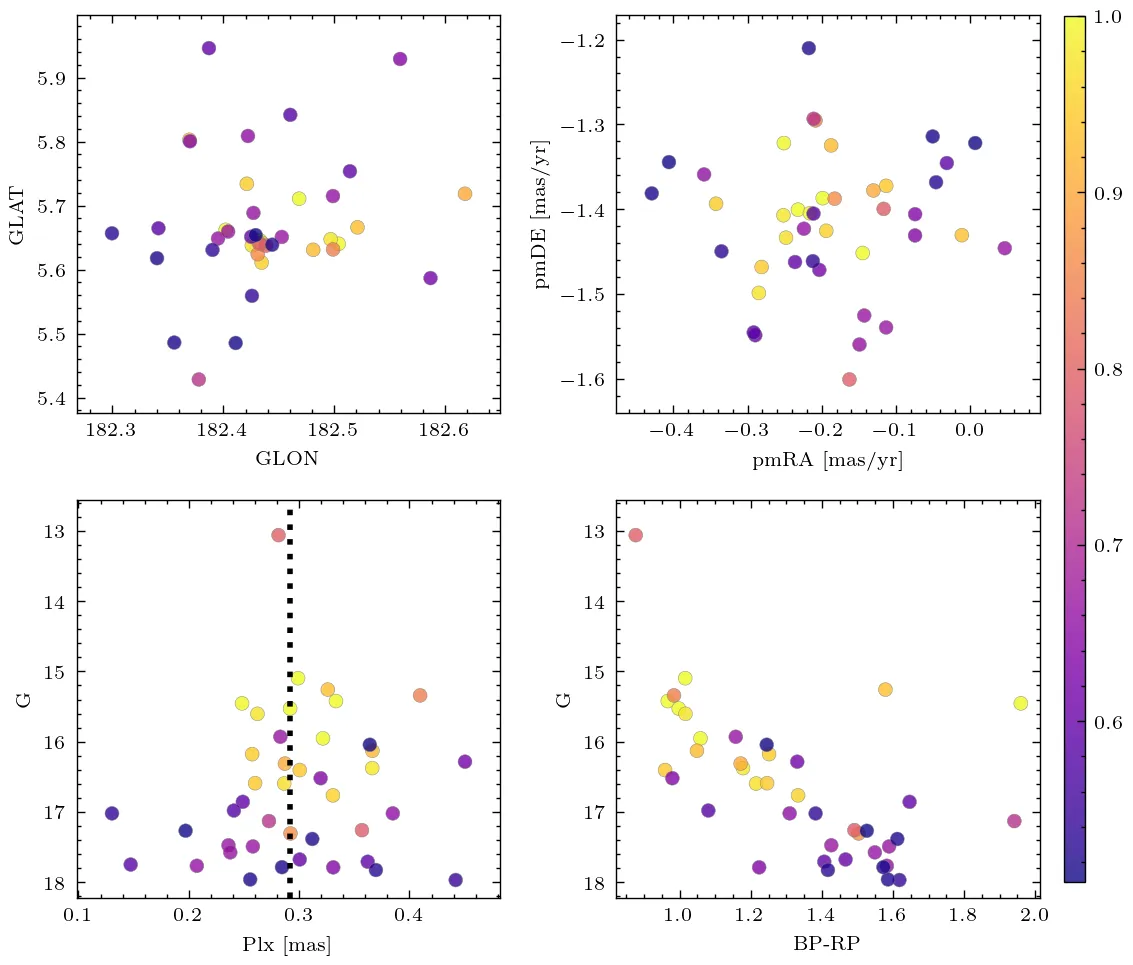 5.9
5.8
5.7
5.6
5.5
5.4
GLAT
182.3 182.4 182.5 182.6
GLON
−1.2
−1.3
−1.4
−1.5
−1.6
pmDE [mas/yr]
−0.4 −0.3 −0.2 −0.1 0.0
pmRA [mas/yr]
13
14
15
16
17
18
G
0.1 0.2 0.3 0.4
Plx [mas]
13
14
15
16
17
18
G
1.0 1.2 1.4 1.6 1.8 2.0
BP-RP
1.0
0.9
0.8
0.7
0.6